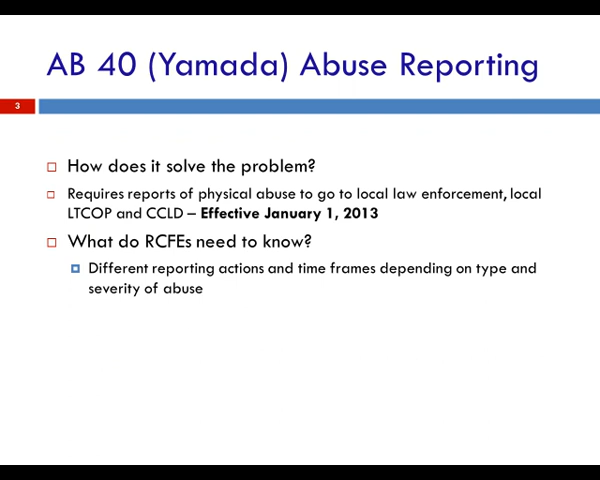 AB 40 (Yamada) Abuse Reporting
3
How does it solve the problem?
Requires reports of physical abuse to go to local law enforcement, local
LTCOP and CCLD – Effective January 1, 2013
What do RCFEs need to know?
Different reporting actions and time frames depending on type and
severity of abuse